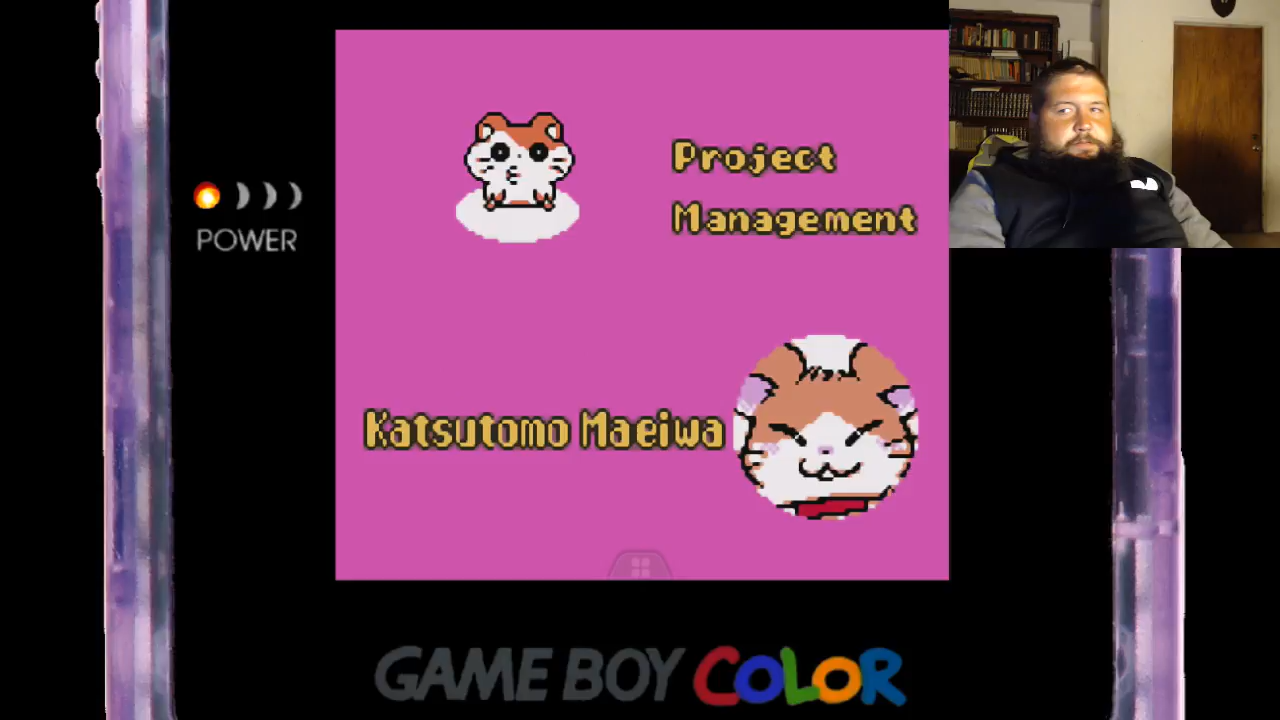 Project
Management
POWER
Katsutomo Maeiwa
GAME BOY COLOR